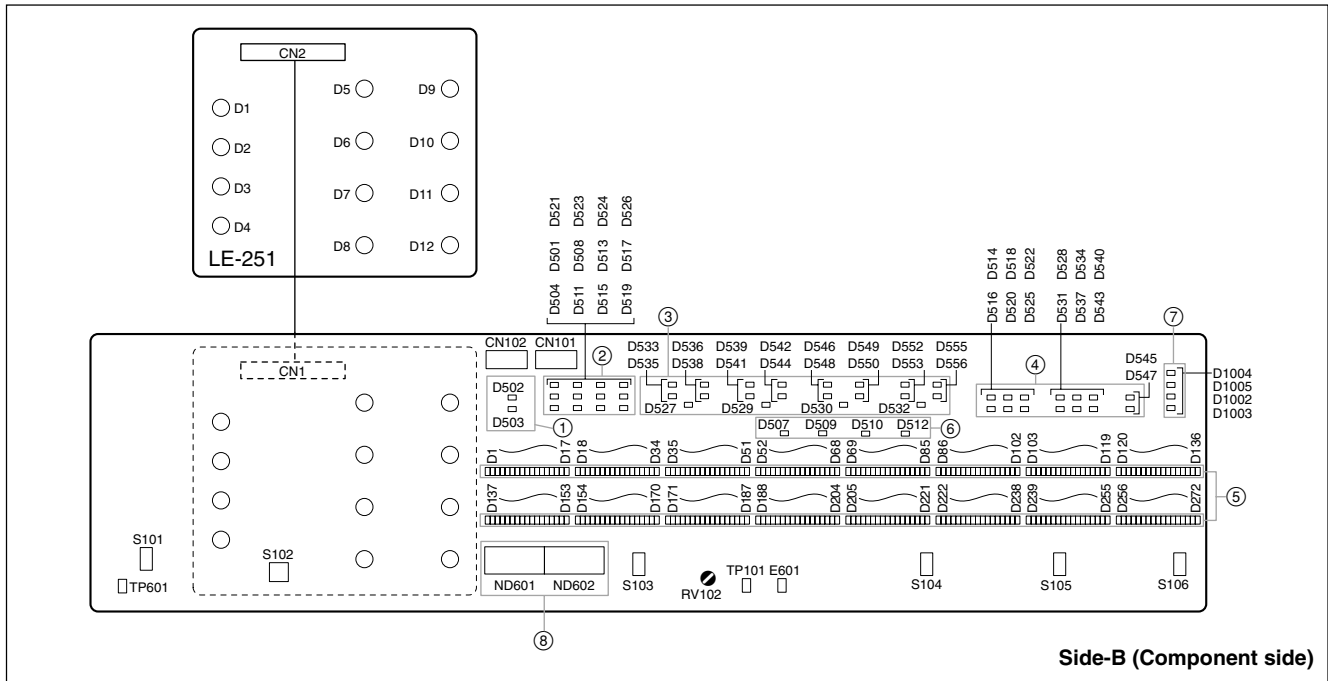 CN2
D1
D2
D3
D4
D5
D6
D7
D8
D9
D10
D11
D12
LE-251
D521 D523 D524 D526
D501 D508 D513 D517
D504 D511 D515 D519
D514 D518 D522
D516 D520 D525
D528 D534 D540
D531 D537 D543
CN1
CN102 CN101
②
③
D533 D536 D539 D542 D546 D549 D552 D555
D535 D538 D541 D544 D548 D550 D553 D556
D527 D529 D530 D532
④
D545
D547
⑦
D1004
D1005
D1002
D1003
D502
D503
①
D507 D509 D510 D512
⑥
D1 D17 D18 D34 D35 D51 D52 D68 D69 D85 D86 D102 D103 D119 D120 D136
D137 D153 D154 D170 D171 D187 D188 D204 D205 D221 D222 D238 D239 D255 D256 D272
⑤
S101
TP601
S102
ND601 ND602
⑧
S103
RV102
TP101 E601
S104
S105
S106
Side-B (Component side)